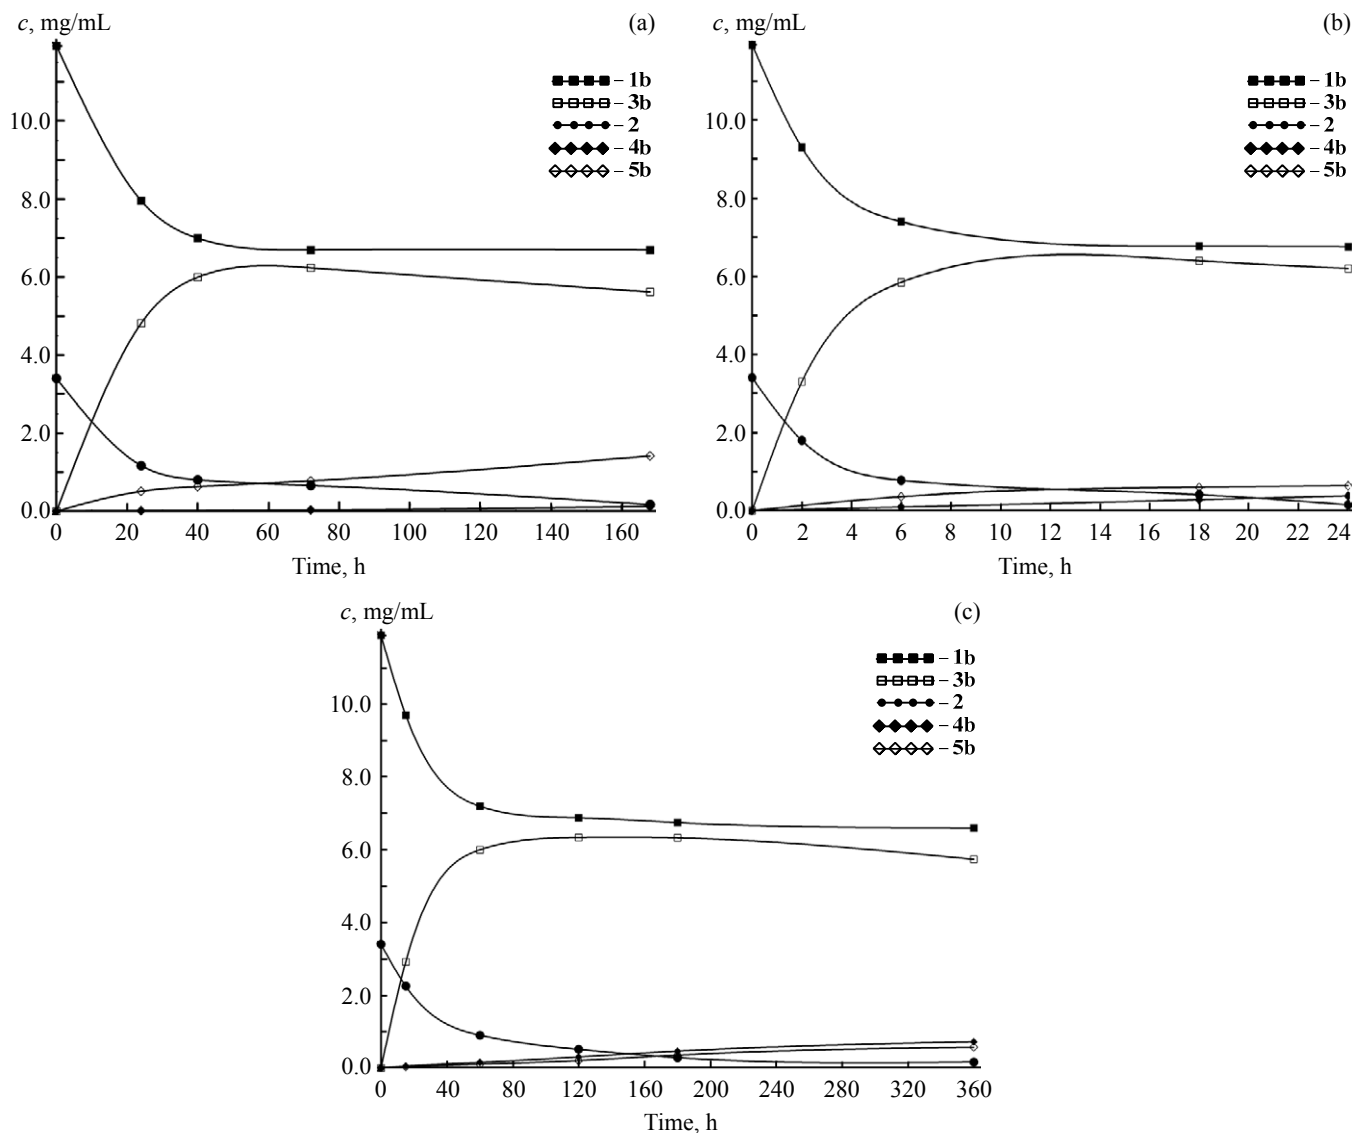 c, mg/mL (a)
– 1b
– 3b
– 2
– 4b
– 5b
10.0
8.0
6.0
4.0
2.0
0.0
0 20 40 60 80 100 120 140 160
Time, h
c, mg/mL (b)
– 1b
– 3b
– 2
– 4b
– 5b
10.0
8.0
6.0
4.0
2.0
0.0
0 2 4 6 8 10 12 14 16 18 20 22 24
Time, h
c, mg/mL (c)
– 1b
– 3b
– 2
– 4b
– 5b
10.0
8.0
6.0
4.0
2.0
0.0
0 40 80 120 160 200 240 280 320 360
Time, h